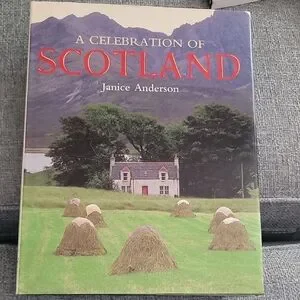 A CELEBRATION OF
SCOTLAND
Janice Anderson